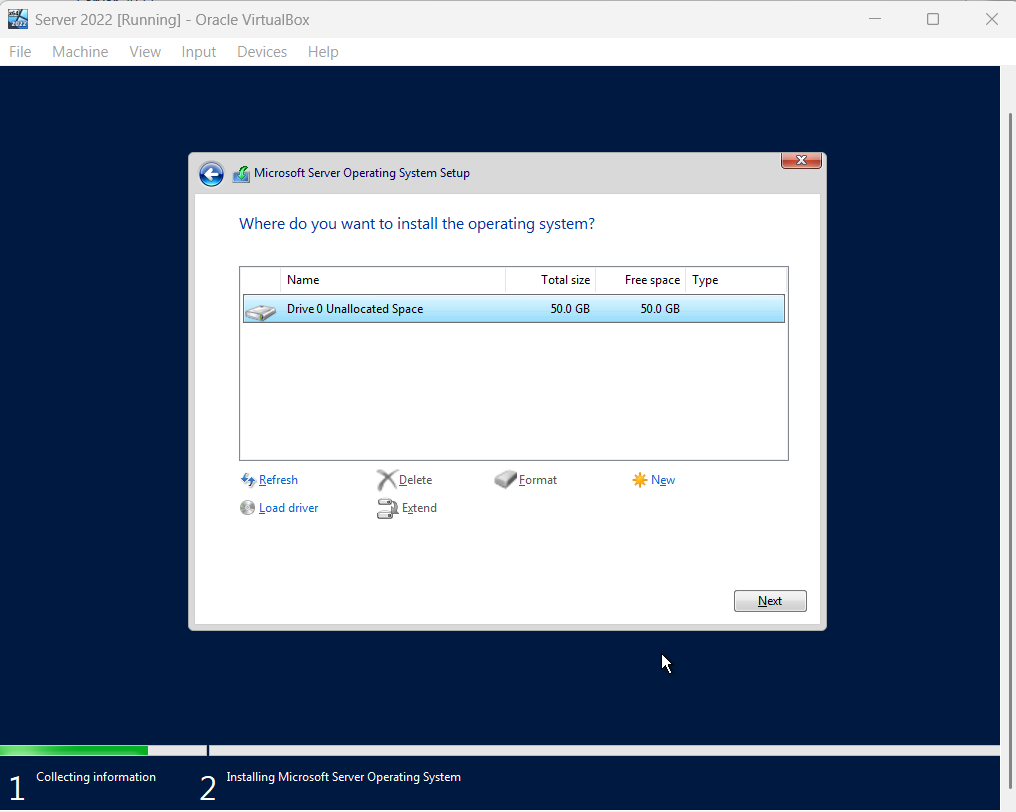 Server 2022 [Running] - Oracle VirtualBox
File Machine View Input Devices Help
Microsoft Server Operating System Setup
Where do you want to install the operating system?
Name Total size Free space Type
Drive 0 Unallocated Space 50.0 GB 50.0 GB
Refresh Delete Format New
Load driver Extend
Next
1 Collecting information 2 Installing Microsoft Server Operating System